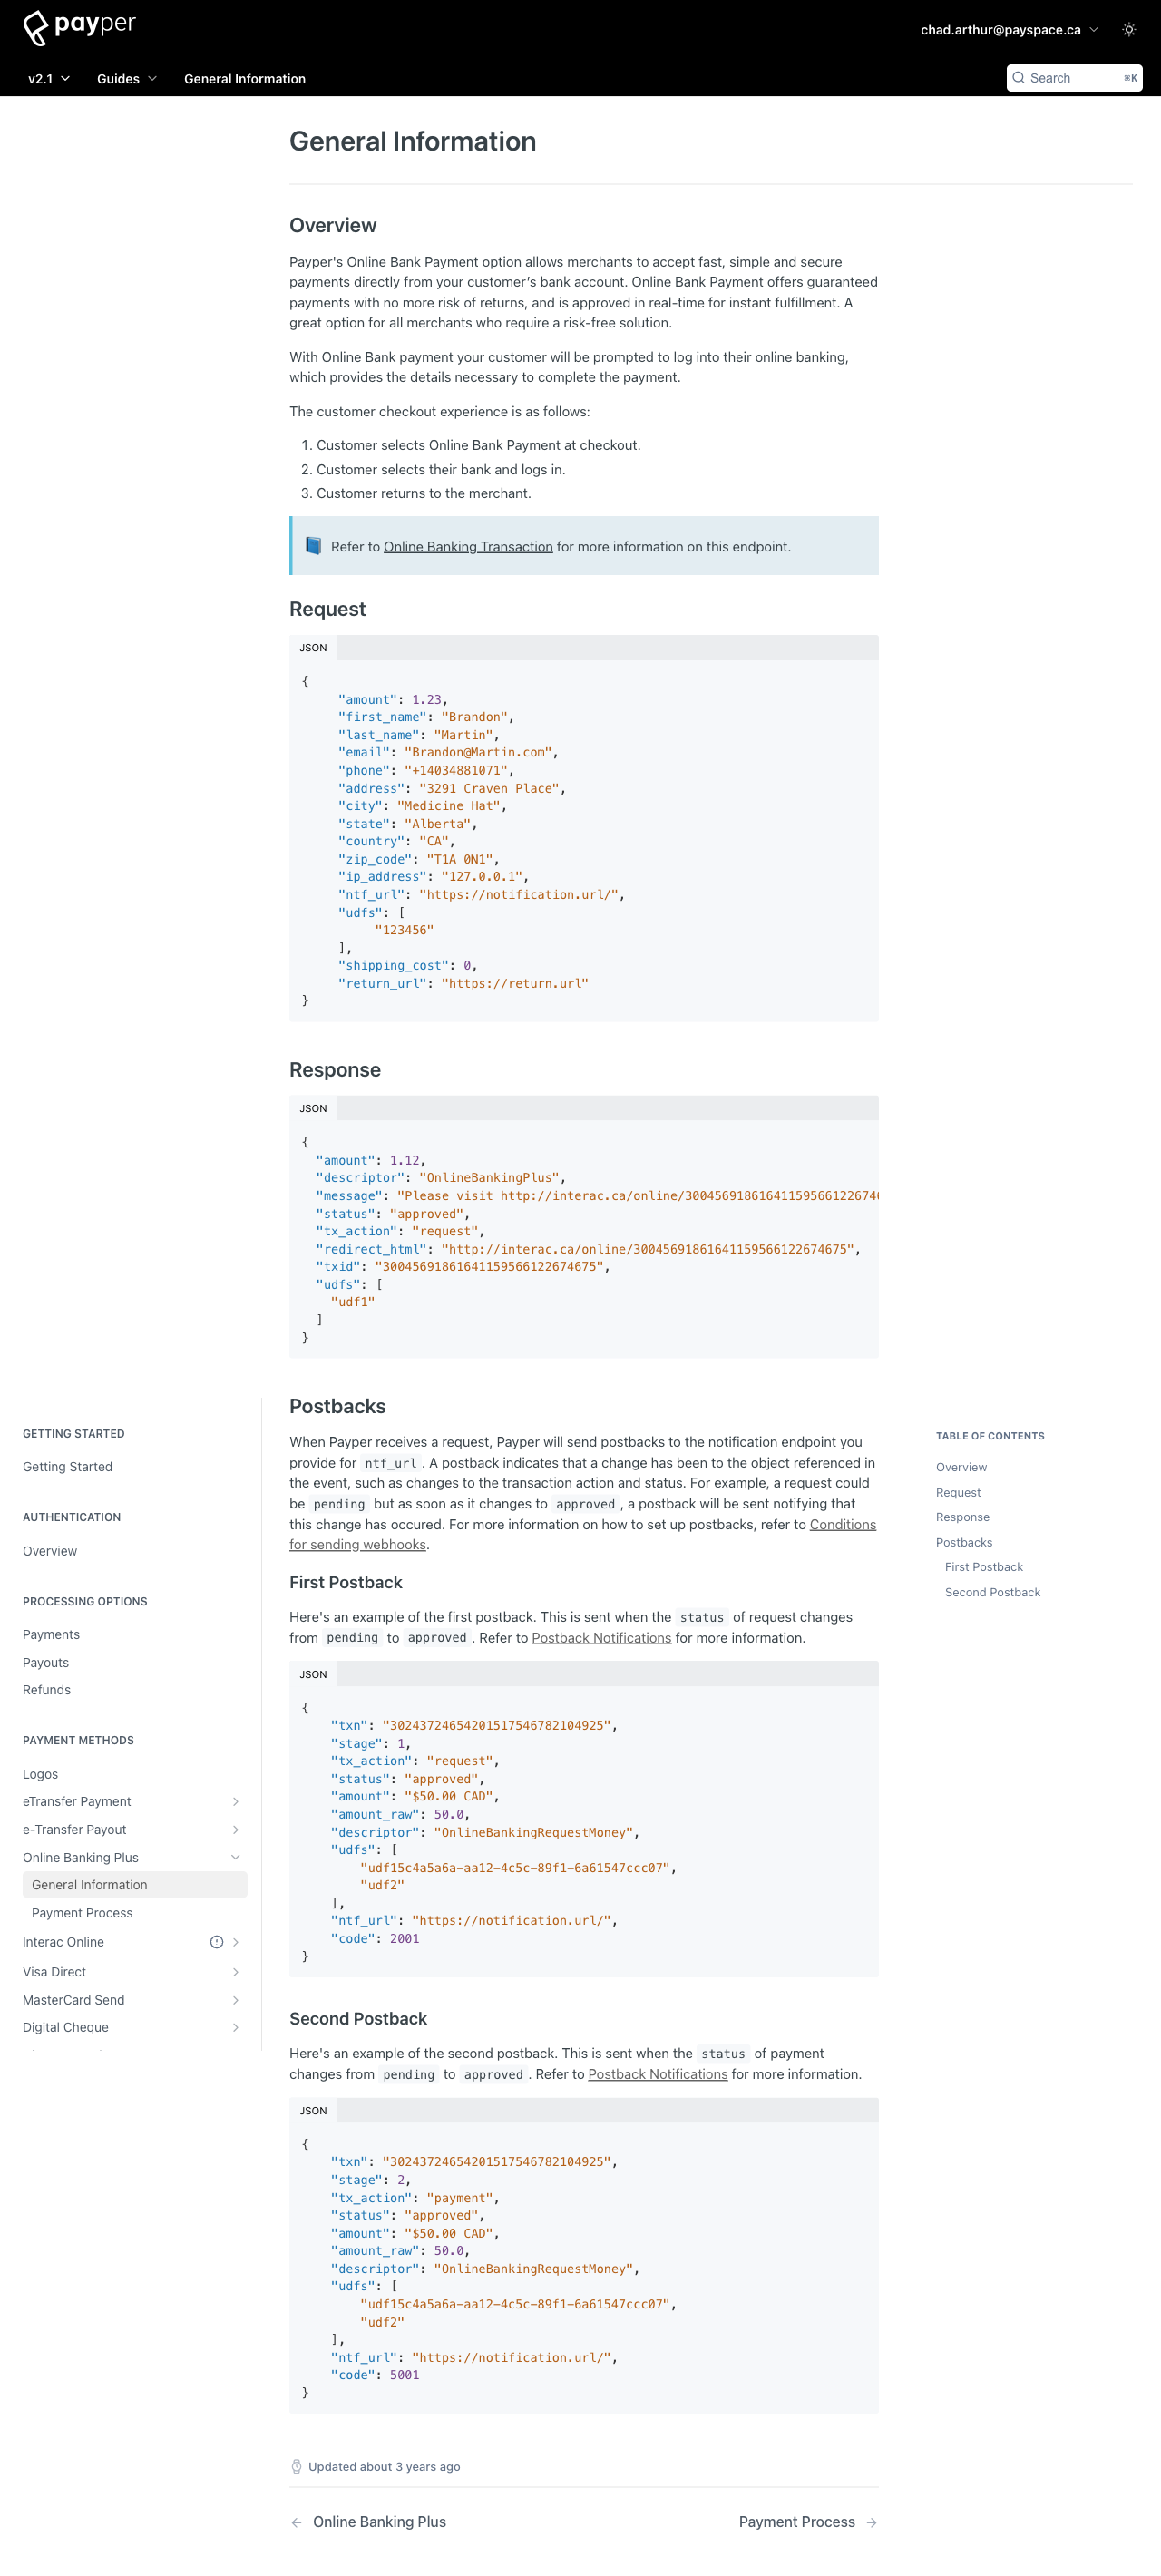 payper
chad.arthur@payspace.ca
v2.1 Guides General Information
Search ⌘K
General Information
Overview
Payper's Online Bank Payment option allows merchants to accept fast, simple and secure
payments directly from your customer’s bank account. Online Bank Payment offers guaranteed
payments with no more risk of returns, and is approved in real-time for instant fulfillment. A
great option for all merchants who require a risk-free solution.
With Online Bank payment your customer will be prompted to log into their online banking,
which provides the details necessary to complete the payment.
The customer checkout experience is as follows:
1. Customer selects Online Bank Payment at checkout.
2. Customer selects their bank and logs in.
3. Customer returns to the merchant.
Refer to Online Banking Transaction for more information on this endpoint.
Request
JSON
{
"amount": 1.23,
"first_name": "Brandon",
"last_name": "Martin",
"email": "Brandon@Martin.com",
"phone": "+14034881071",
"address": "3291 Craven Place",
"city": "Medicine Hat",
"state": "Alberta",
"country": "CA",
"zip_code": "T1A 0N1",
"ip_address": "127.0.0.1",
"ntf_url": "https://notification.url/",
"udfs": [
"123456"
],
"shipping_cost": 0,
"return_url": "https://return.url"
}
Response
JSON
{
"amount": 1.12,
"descriptor": "OnlineBankingPlus",
"message": "Please visit http://interac.ca/online/300456918616411595661226746
"status": "approved",
"tx_action": "request",
"redirect_html": "http://interac.ca/online/30045691861641159566122674675",
"txid": "30045691861641159566122674675",
"udfs": [
"udf1"
]
}
Postbacks
When Payper receives a request, Payper will send postbacks to the notification endpoint you
provide for ntf_url. A postback indicates that a change has been to the object referenced in
the event, such as changes to the transaction action and status. For example, a request could
be pending but as soon as it changes to approved, a postback will be sent notifying that
this change has occured. For more information on how to set up postbacks, refer to Conditions
for sending webhooks.
First Postback
Here's an example of the first postback. This is sent when the status of request changes
from pending to approved. Refer to Postback Notifications for more information.
JSON
{
"txn": "30243724654201517546782104925",
"stage": 1,
"tx_action": "request",
"status": "approved",
"amount": "$50.00 CAD",
"amount_raw": 50.0,
"descriptor": "OnlineBankingRequestMoney",
"udfs": [
"udf15c4a5a6a-aa12-4c5c-89f1-6a61547ccc07",
"udf2"
],
"ntf_url": "https://notification.url/",
"code": 2001
}
Second Postback
Here's an example of the second postback. This is sent when the status of payment
changes from pending to approved. Refer to Postback Notifications for more information.
JSON
{
"txn": "30243724654201517546782104925",
"stage": 2,
"tx_action": "payment",
"status": "approved",
"amount": "$50.00 CAD",
"amount_raw": 50.0,
"descriptor": "OnlineBankingRequestMoney",
"udfs": [
"udf15c4a5a6a-aa12-4c5c-89f1-6a61547ccc07",
"udf2"
],
"ntf_url": "https://notification.url/",
"code": 5001
}
Updated about 3 years ago
Online Banking Plus
Payment Process
GETTING STARTED
Getting Started
AUTHENTICATION
Overview
PROCESSING OPTIONS
Payments
Payouts
Refunds
PAYMENT METHODS
Logos
eTransfer Payment
e-Transfer Payout
Online Banking Plus
General Information
Payment Process
Interac Online
Visa Direct
MasterCard Send
Digital Cheque
TABLE OF CONTENTS
Overview
Request
Response
Postbacks
First Postback
Second Postback